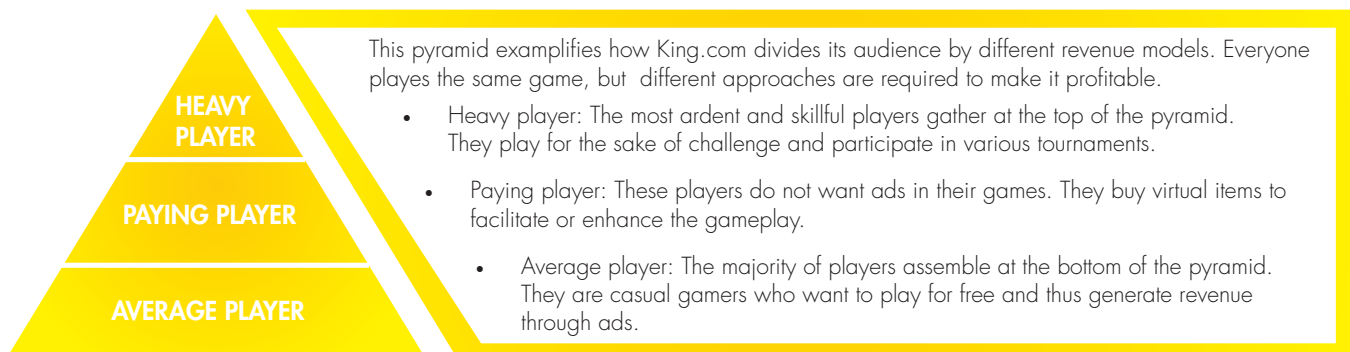 HEAVY
PLAYER
PAYING PLAYER
AVERAGE PLAYER
This pyramid examplifies how King.com divides its audience by different revenue models. Everyone
playes the same game, but different approaches are required to make it profitable.
• Heavy player: The most ardent and skillful players gather at the top of the pyramid.
They play for the sake of challenge and participate in various tournaments.
• Paying player: These players do not want ads in their games. They buy virtual items to
facilitate or enhance the gameplay.
• Average player: The majority of players assemble at the bottom of the pyramid.
They are casual gamers who want to play for free and thus generate revenue
through ads.